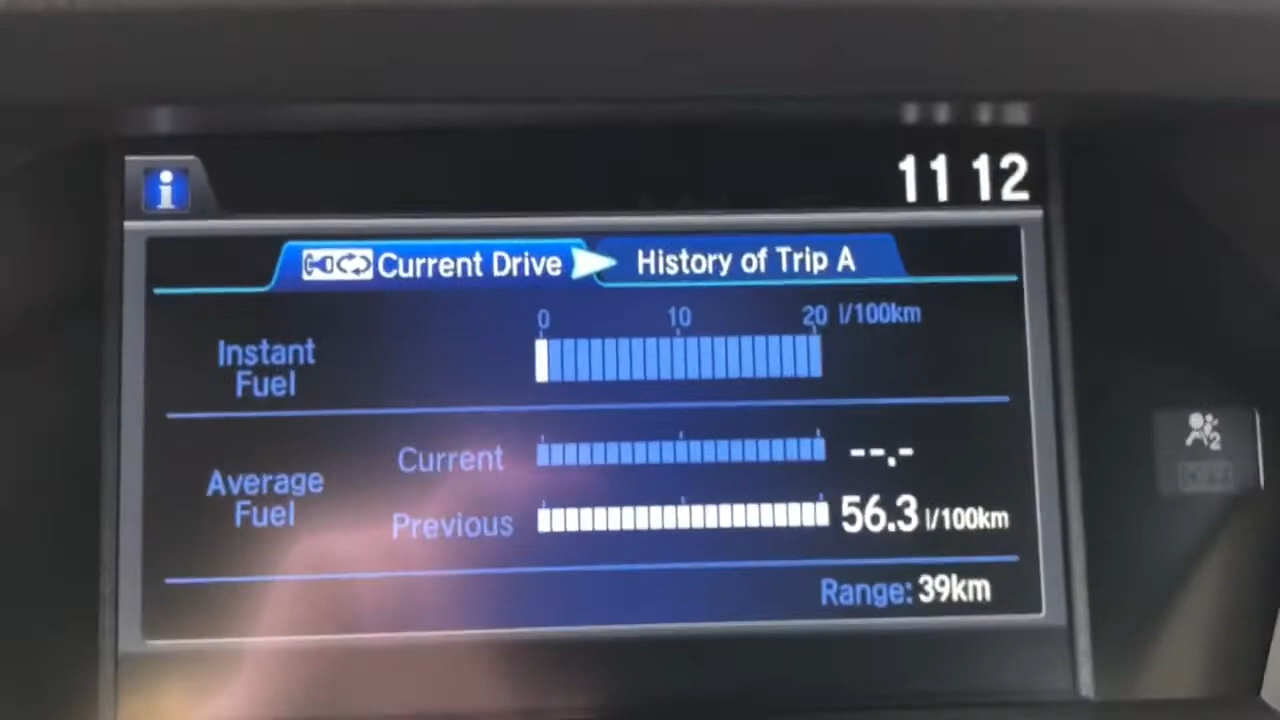 i
11 12
Current Drive History of Trip A
0 10 20 l/100km
Instant
Fuel
Current --.-
Average
Fuel
Previous 56.3 l/100km
Range: 39km
2